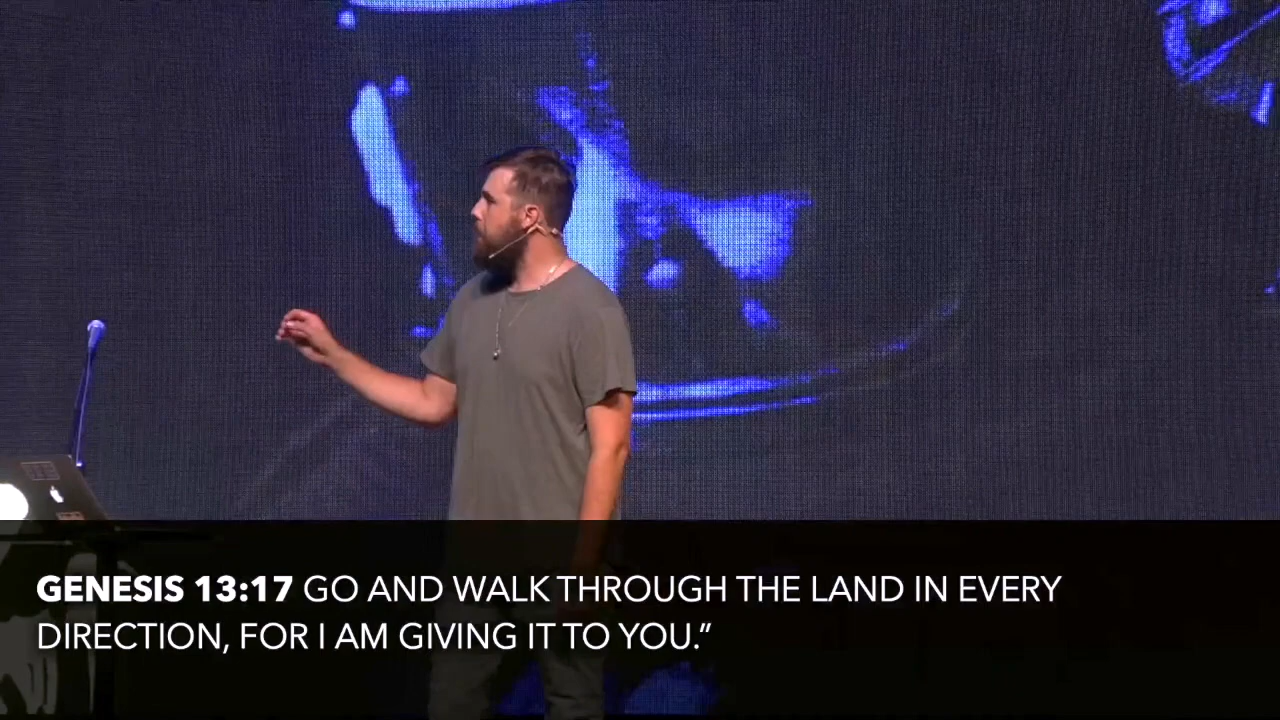 GENESIS 13:17 GO AND WALK THROUGH THE LAND IN EVERY
DIRECTION, FOR I AM GIVING IT TO YOU.”